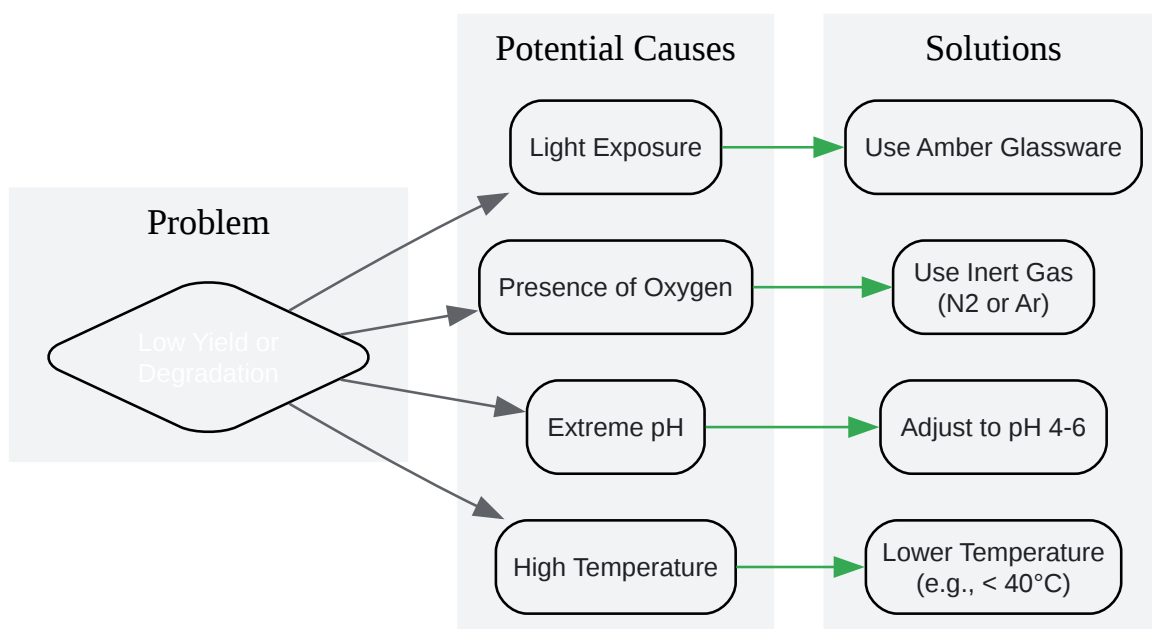 Problem
Low Yield or
Degradation
Potential Causes
Light Exposure
Presence of Oxygen
Extreme pH
High Temperature
Solutions
Use Amber Glassware
Use Inert Gas
(N2 or Ar)
Adjust to pH 4-6
Lower Temperature
(e.g., < 40°C)